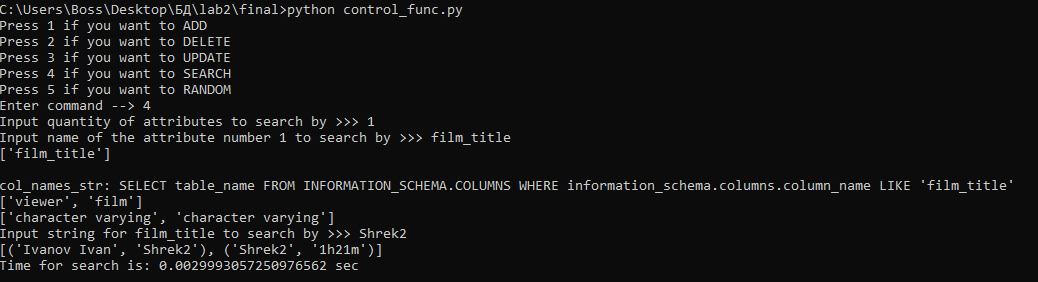 C:\Users\Boss\Desktop\БД\lab2\final>python control_func.py
Press 1 if you want to ADD
Press 2 if you want to DELETE
Press 3 if you want to UPDATE
Press 4 if you want to SEARCH
Press 5 if you want to RANDOM
Enter command --> 4
Input quantity of attributes to search by >>> 1
Input name of the attribute number 1 to search by >>> film_title
['film_title']
col_names_str: SELECT table_name FROM INFORMATION_SCHEMA.COLUMNS WHERE information_schema.columns.column_name LIKE 'film_title'
['viewer', 'film']
['character varying', 'character varying']
Input string for film_title to search by >>> Shrek2
[('Ivanov Ivan', 'Shrek2'), ('Shrek2', '1h21m')]
Time for search is: 0.0029993057250976562 sec